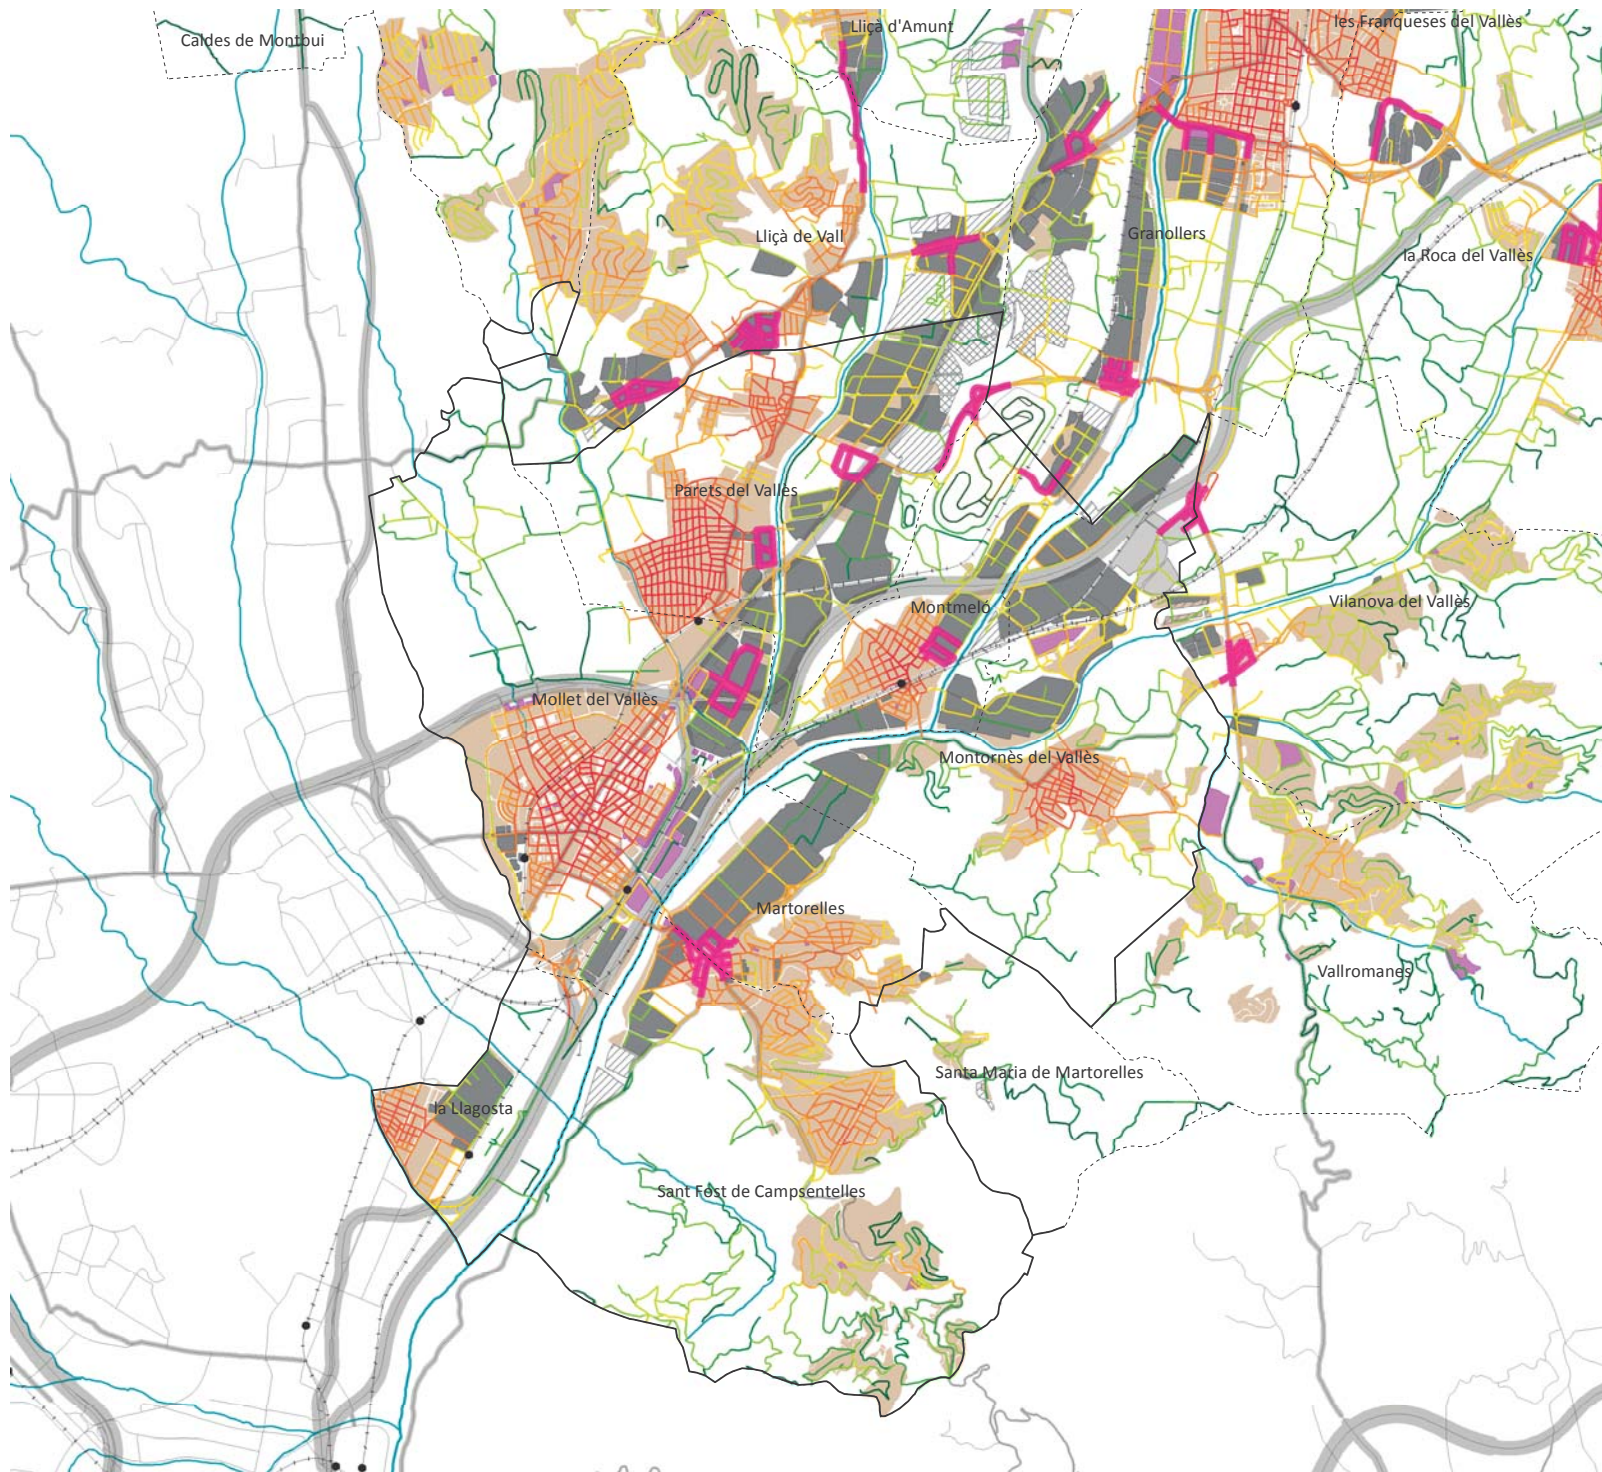 les Franqueses del Vallès
Lliçà d'Amunt
Caldes de Montbui
Granollers
Lliçà de Vall
la Roca del Vallès
Parets del Vallès
Vilanova del Vallès
Montmeló
Mollet del Vallès
Montornès del Vallès
Martorelles
Vallromanes
Santa Maria de Martorelles
la Llagosta
Sant Fost de Campsentelles